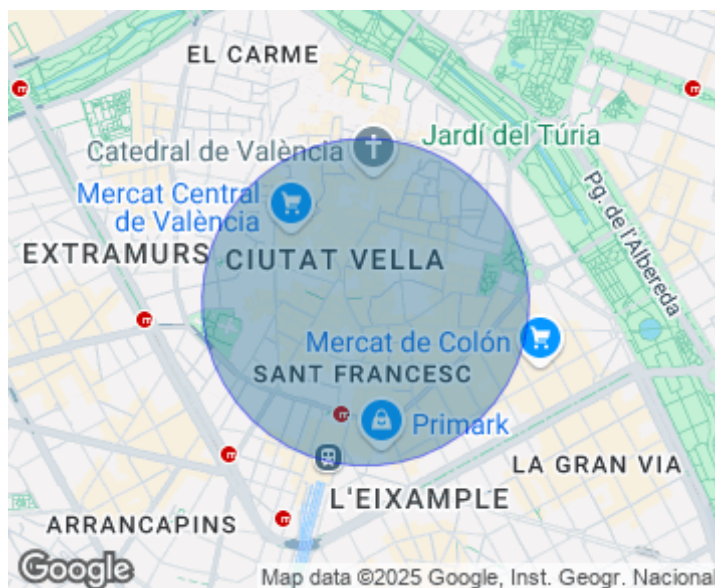 EL CARME
Catedral de València
Jardí del Túria
Mercat Central
de València
Pg. de l'Albereda
EXTRAMURS
CIUTAT VELLA
Mercat de Colón
SANT FRANCESC
Primark
LA GRAN VIA
L'EIXAMPLE
ARRANCAPINS
Google
Map data ©2025 Google, Inst. Geogr. Nacional